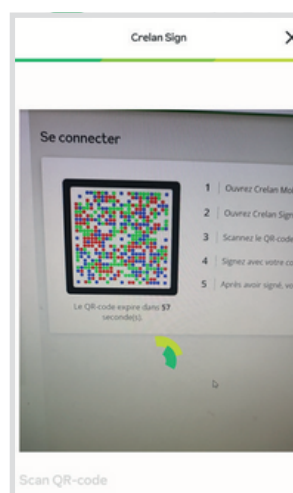 Crelan Sign
Se connecter
1 Ouvrez Crelan Mo
2 Ouvrez Crelan Sign
3 Scannez le QR-code
4 Signez avec votre co
5 Après avoir signé, vo
Le QR-code expire dans 57
seconde(s).
Scan QR-code